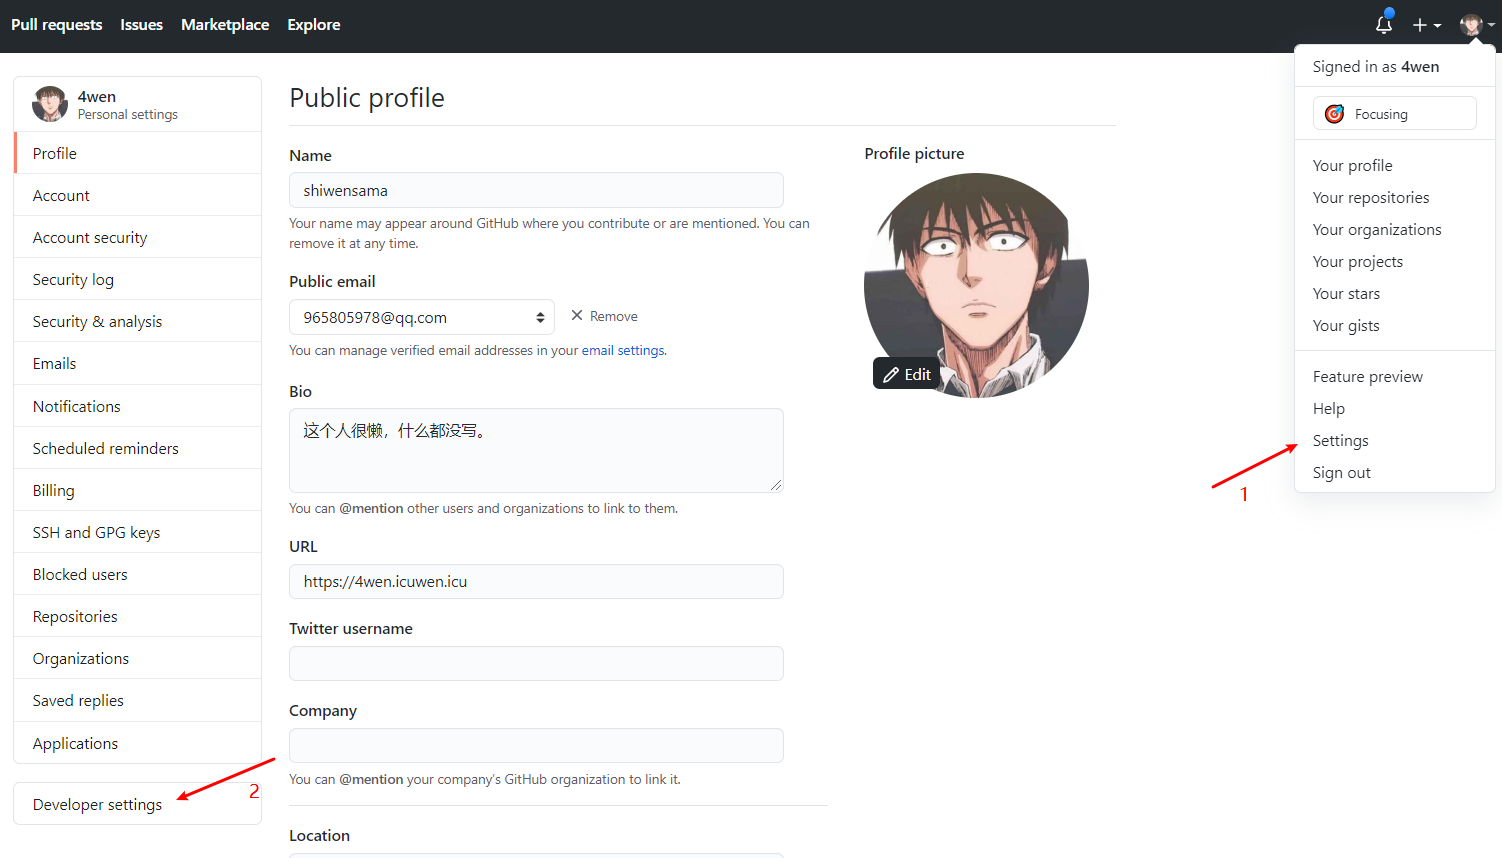 Pull requests Issues Marketplace Explore
Signed in as 4wen
Focusing
Your profile
Your repositories
Your organizations
Your projects
Your stars
Your gists
Feature preview
Help
Settings
Sign out
1
4wen
Personal settings
Profile
Account
Account security
Security log
Security & analysis
Emails
Notifications
Scheduled reminders
Billing
SSH and GPG keys
Blocked users
Repositories
Organizations
Saved replies
Applications
Developer settings
2
Public profile
Name
shiwensama
Your name may appear around GitHub where you contribute or are mentioned. You can
remove it at any time.
Public email
965805978@qq.com
Remove
You can manage verified email addresses in your email settings.
Bio
这个人很懒，什么都没写。
You can @mention other users and organizations to link to them.
URL
https://4wen.icuwen.icu
Twitter username
Company
You can @mention your company's GitHub organization to link it.
Location
Profile picture
Edit